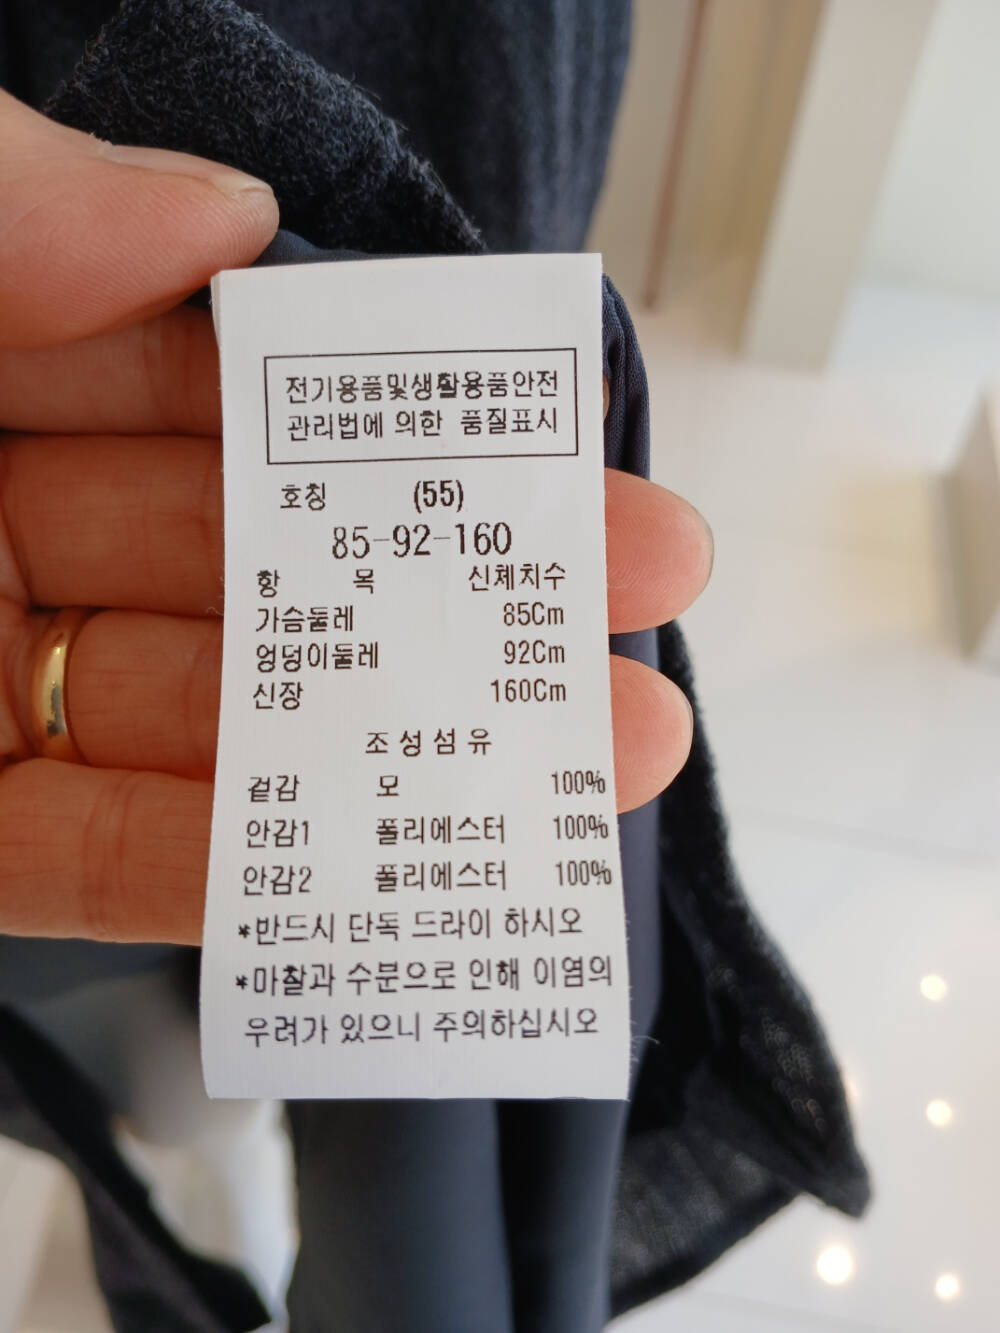 전기용품및생활용품안전
관리법에 의한 품질표시
호칭 (55)
85-92-160
항 목 신체치수
가슴둘레 85Cm
엉덩이둘레 92Cm
신장 160Cm
조성섬유
겉감 모 100%
안감1 폴리에스터 100%
안감2 폴리에스터 100%
*반드시 단독 드라이 하시오
*마찰과 수분으로 인해 이염의
우려가 있으니 주의하십시오